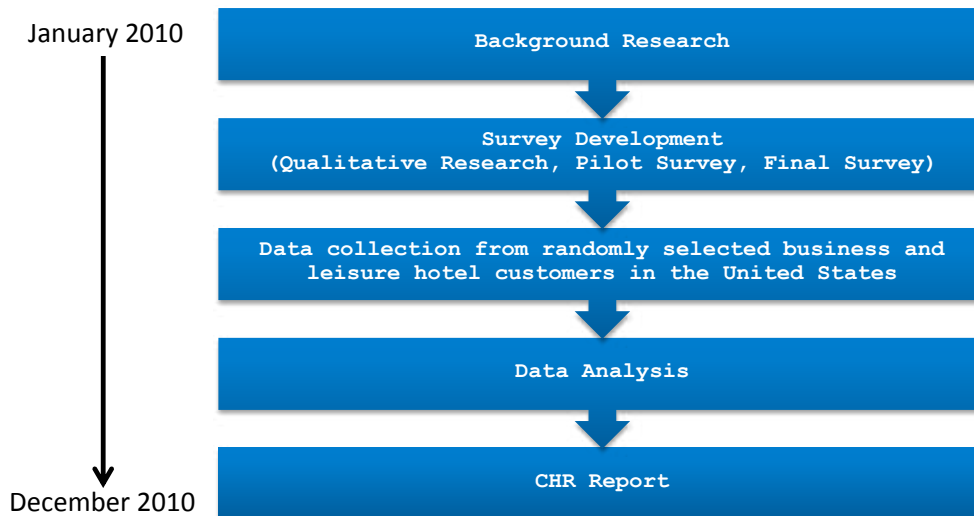 January 2010
Background Research
Survey Development
(Qualitative Research, Pilot Survey, Final Survey)
Data collection from randomly selected business and
leisure hotel customers in the United States
Data Analysis
CHR Report
December 2010